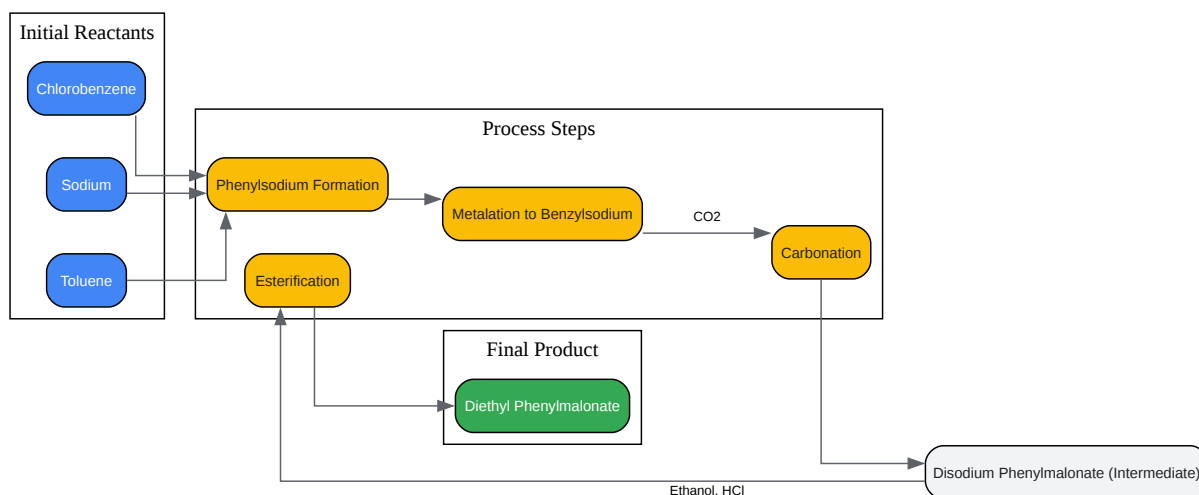 Initial Reactants
Chlorobenzene
Sodium
Toluene
Process Steps
Phenylsodium Formation
Metalation to Benzylsodium
CO2
Carbonation
Esterification
Final Product
Diethyl Phenylmalonate
Disodium Phenylmalonate (Intermediate)
Ethanol, HCl